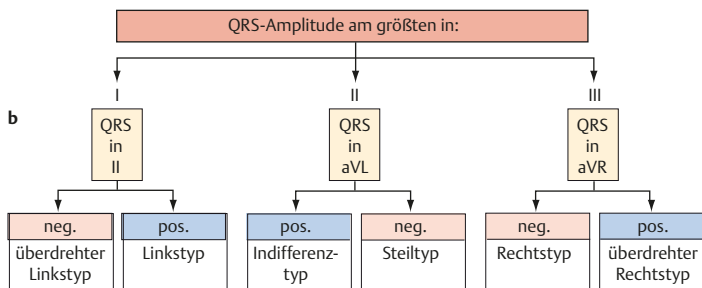 QRS-Amplitude am größten in:
I
II
III
b
QRS
in
II
QRS
in
aVL
QRS
in
aVR
neg.
pos.
pos.
neg.
neg.
pos.
überdrehter
Linkstyp
Linkstyp
Indifferenz-
typ
Steiltyp
Rechtstyp
überdrehter
Rechtstyp